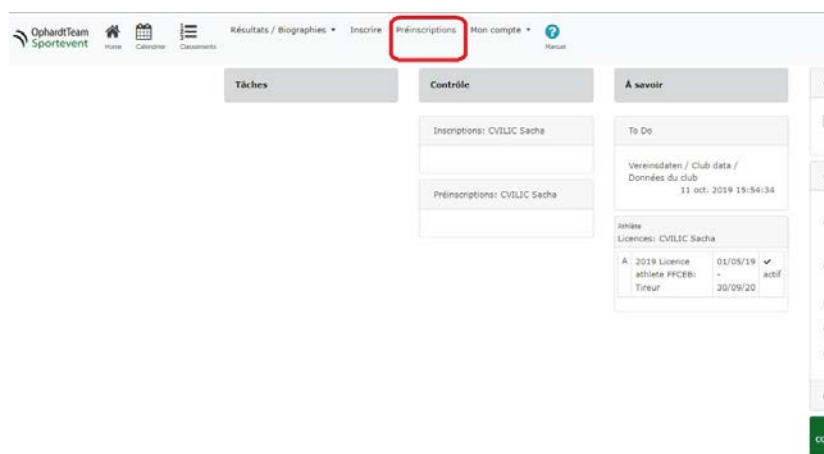 OphardtTeam
Sportevent
Home
Calendrier
Classements
Résultats / Biographies
Inscrire
Préinscriptions
Mon compte
?
Manuel
Tâches
Contrôle
Inscriptions: CVILIC Sacha
Préinscriptions: CVILIC Sacha
À savoir
To Do
Vereinsdaten / Club data /
Données du club
11 oct. 2019 15:54:34
Athlète
Licences: CVILIC Sacha
A 2019 Licence 01/05/19 ✔
athlete FFCEB: - actif
Tireur 30/09/20